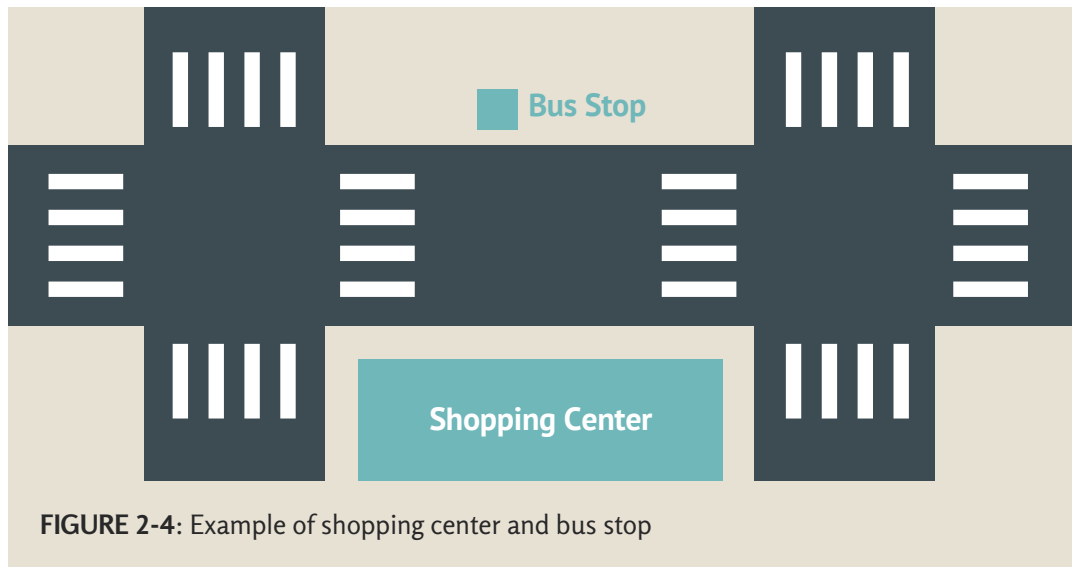 Bus Stop
Shopping Center
FIGURE 2-4: Example of shopping center and bus stop